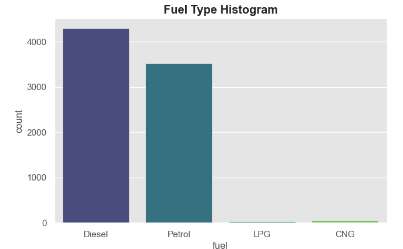 Fuel Type Histogram
4000
3000
2000
1000
0
count
Diesel Petrol LPG CNG
fuel